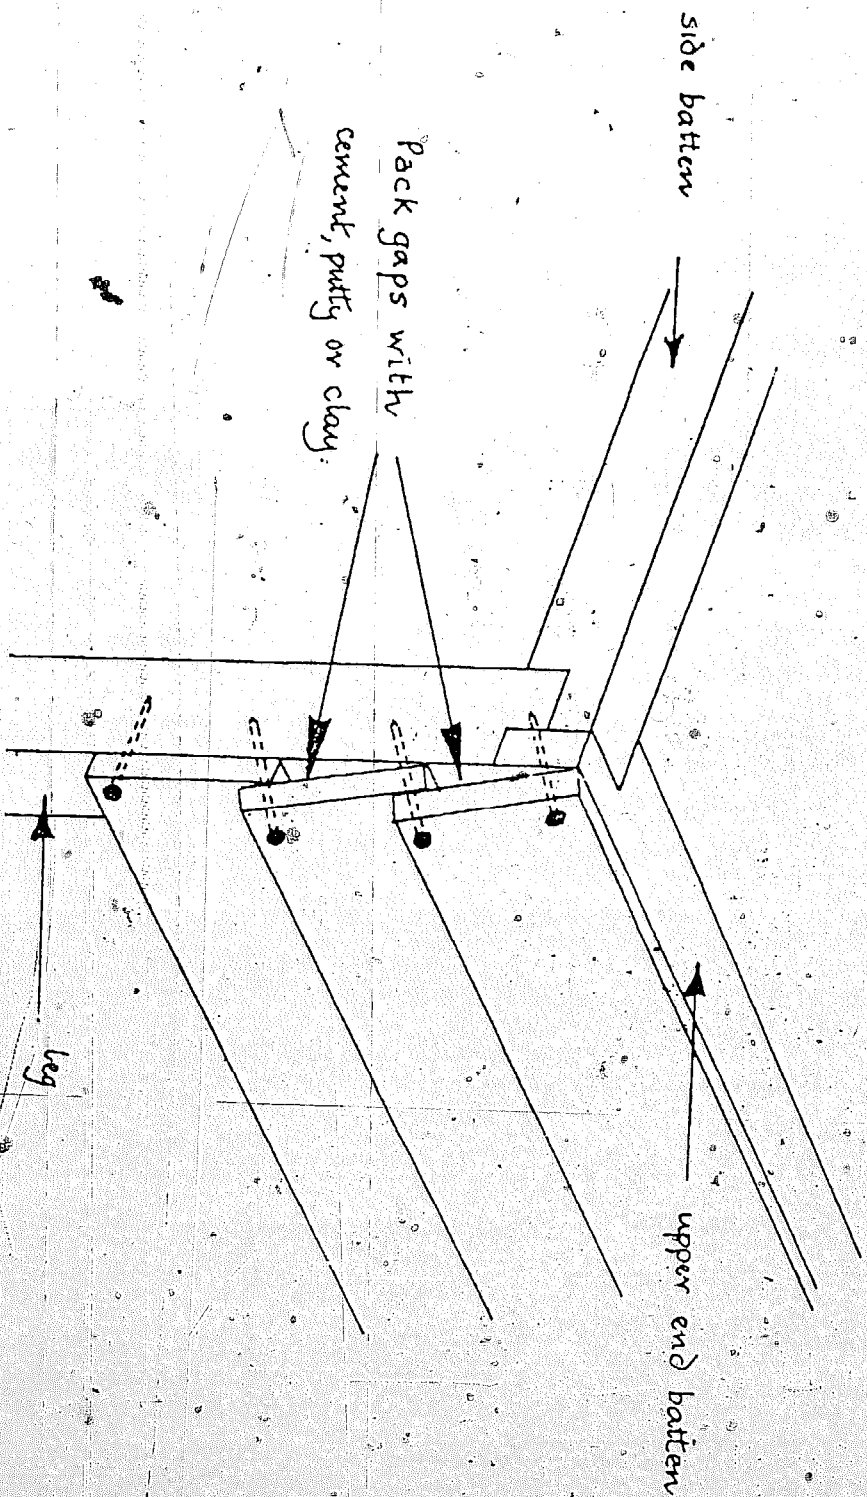 side batten
upper end batten
Pack gaps with
cement, putty or clay.
leg